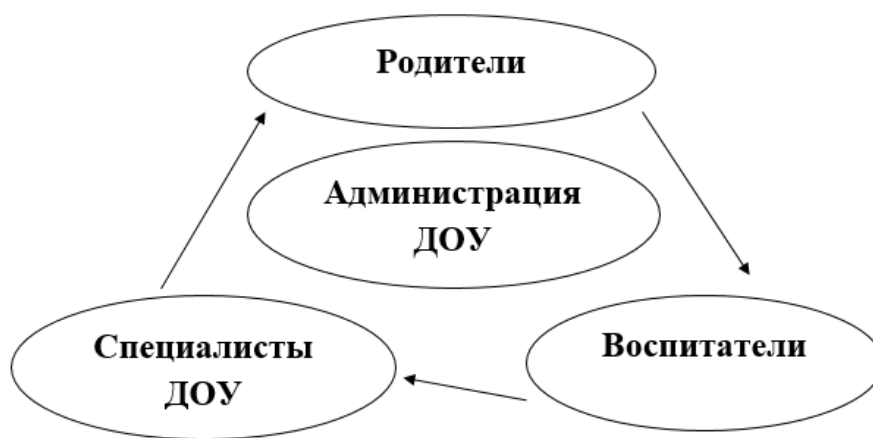 Родители
Администрация
ДОУ
Специалисты
ДОУ
Воспитатели